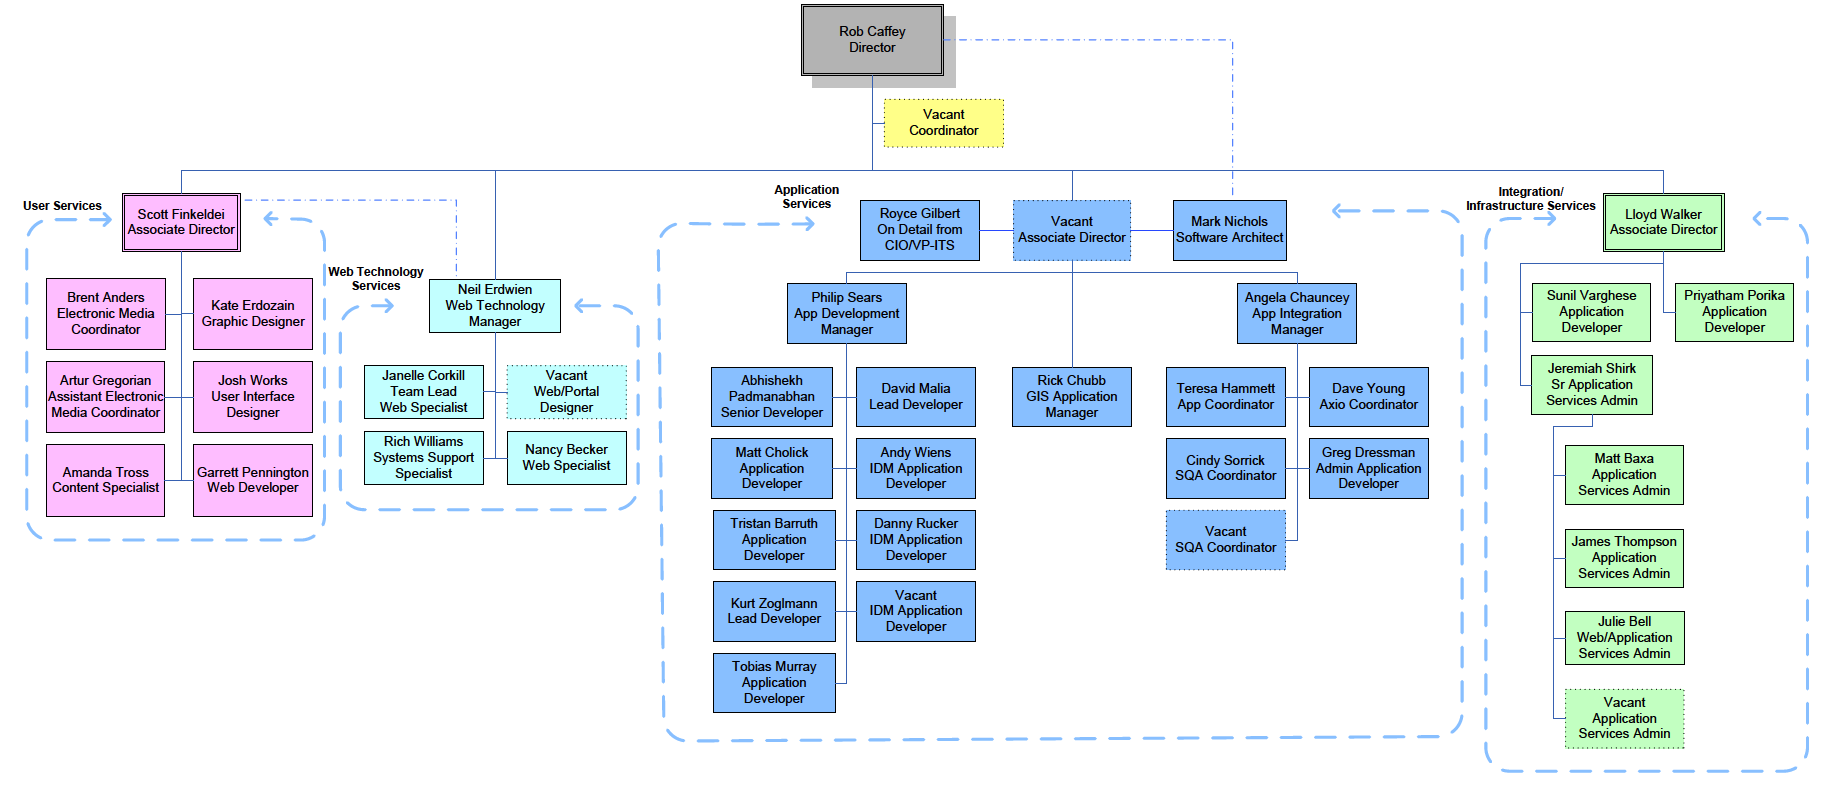 Rob Caffey
Director
Vacant
Coordinator
User Services
Scott Finkeldei
Associate Director
Brent Anders
Electronic Media
Coordinator
Kate Erdozain
Graphic Designer
Artur Gregorian
Assistant Electronic
Media Coordinator
Josh Works
User Interface
Designer
Amanda Tross
Content Specialist
Garrett Pennington
Web Developer
Web Technology
Services
Neil Erdwien
Web Technology
Manager
Janelle Corkill
Team Lead
Web Specialist
Vacant
Web/Portal
Designer
Rich Williams
Systems Support
Specialist
Nancy Becker
Web Specialist
Application
Services
Royce Gilbert
On Detail from
CIO/VP-ITS
Vacant
Associate Director
Mark Nichols
Software Architect
Philip Sears
App Development
Manager
Angela Chauncey
App Integration
Manager
Abhishekh
Padmanabhan
Senior Developer
David Malia
Lead Developer
Rick Chubb
GIS Application
Manager
Teresa Hammett
App Coordinator
Dave Young
Axio Coordinator
Matt Cholick
Application
Developer
Andy Wiens
IDM Application
Developer
Cindy Sorrick
SQA Coordinator
Greg Dressman
Admin Application
Developer
Tristan Barruth
Application
Developer
Danny Rucker
IDM Application
Developer
Vacant
SQA Coordinator
Kurt Zoglmann
Lead Developer
Vacant
IDM Application
Developer
Tobias Murray
Application
Developer
Integration/
Infrastructure Services
Lloyd Walker
Associate Director
Sunil Varghese
Application
Developer
Priyatham Porika
Application
Developer
Jeremiah Shirk
Sr Application
Services Admin
Matt Baxa
Application
Services Admin
James Thompson
Application
Services Admin
Julie Bell
Web/Application
Services Admin
Vacant
Application
Services Admin